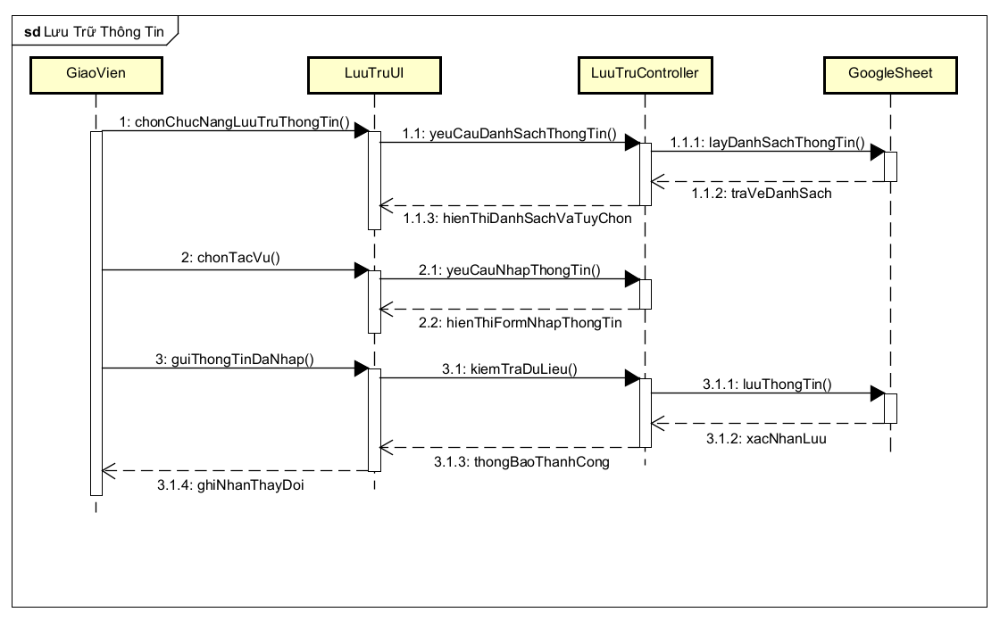 sd Lưu Trữ Thông Tin
GiaoVien
LuuTruUI
LuuTruController
GoogleSheet
1: chonChucNangLuuTruThongTin()
1.1: yeuCauDanhSachThongTin()
1.1.1: layDanhSachThongTin()
1.1.2: traVeDanhSach
1.1.3: hienThiDanhSachVaTuyChon
2: chonTacVu()
2.1: yeuCauNhapThongTin()
2.2: hienThiFormNhapThongTin
3: guiThongTinDaNhap()
3.1: kiemTraDuLieu()
3.1.1: luuThongTin()
3.1.2: xacNhanLuu
3.1.3: thongBaoThanhCong
3.1.4: ghiNhanThayDoi